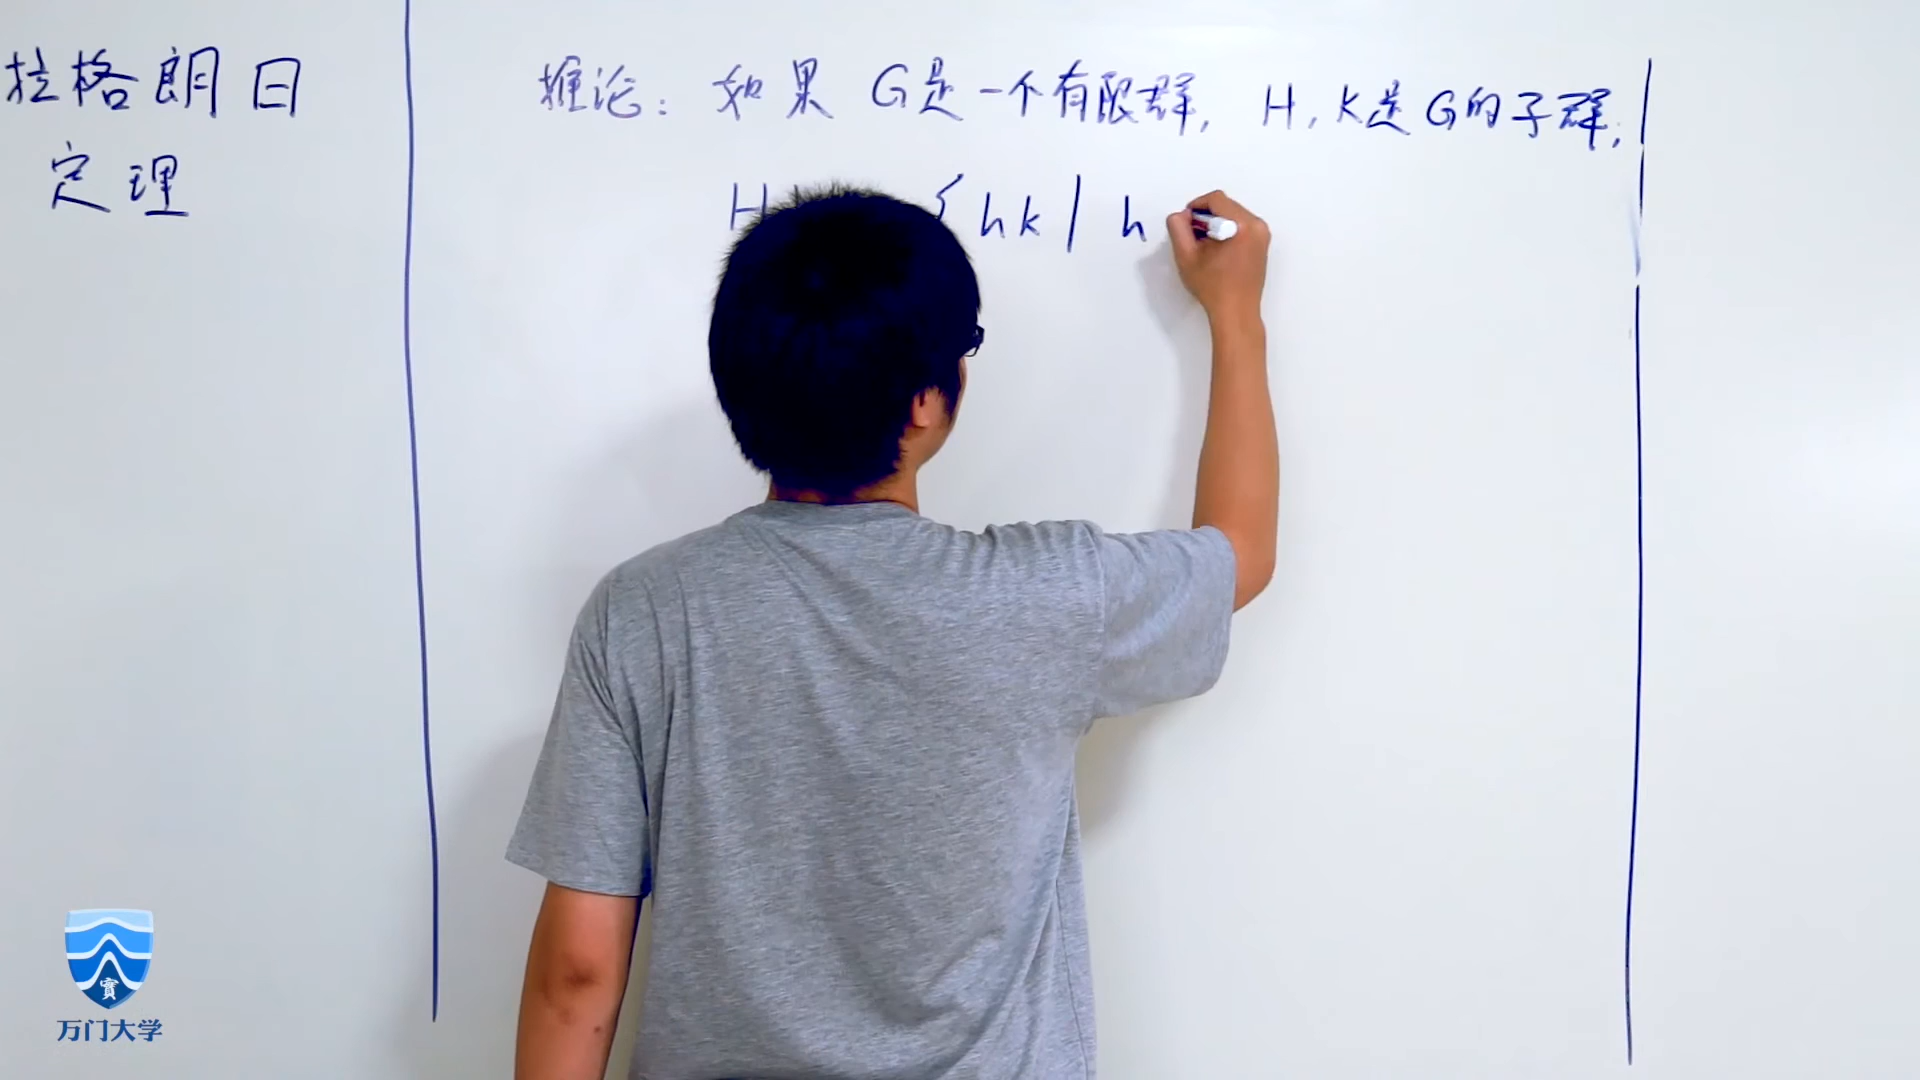 拉格朗日
定理
推论: 如果 G是一个有限群, H, K是G的子群,
H { hk | h
寳
万门大学